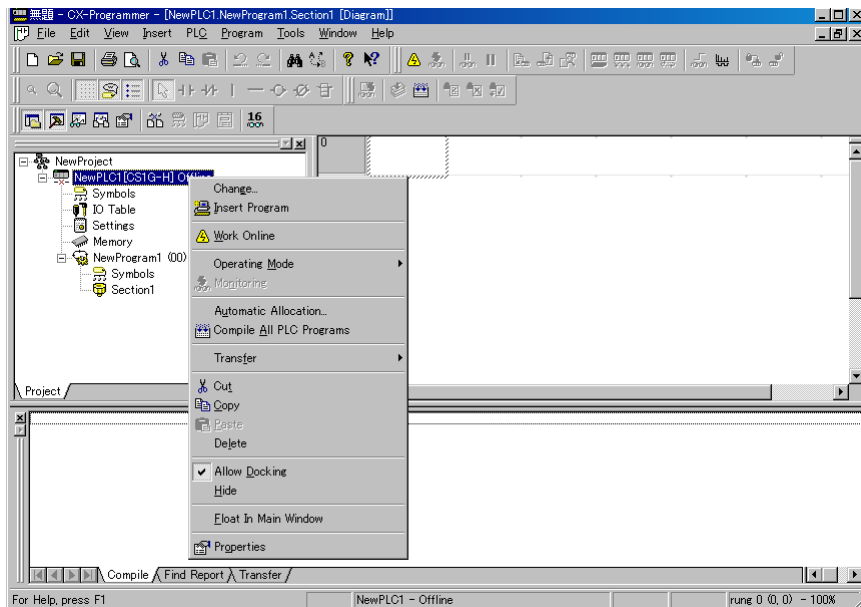 無題 - CX-Programmer - [NewPLC1.NewProgram1.Section1 [Diagram]]
File Edit View Insert PLC Program Tools Window Help
16
0
NewProject
NewPLC1[CS1G-H] Offline
Symbols
IO Table
Settings
Memory
NewProgram1 (00)
Symbols
Section1
Project
Change...
Insert Program
Work Online
Operating Mode
Monitoring
Automatic Allocation...
Compile All PLC Programs
Transfer
Cut
Copy
Paste
Delete
Allow Docking
Hide
Float In Main Window
Properties
Compile Find Report Transfer
For Help, press F1 NewPLC1 - Offline rung 0 (0, 0) - 100%